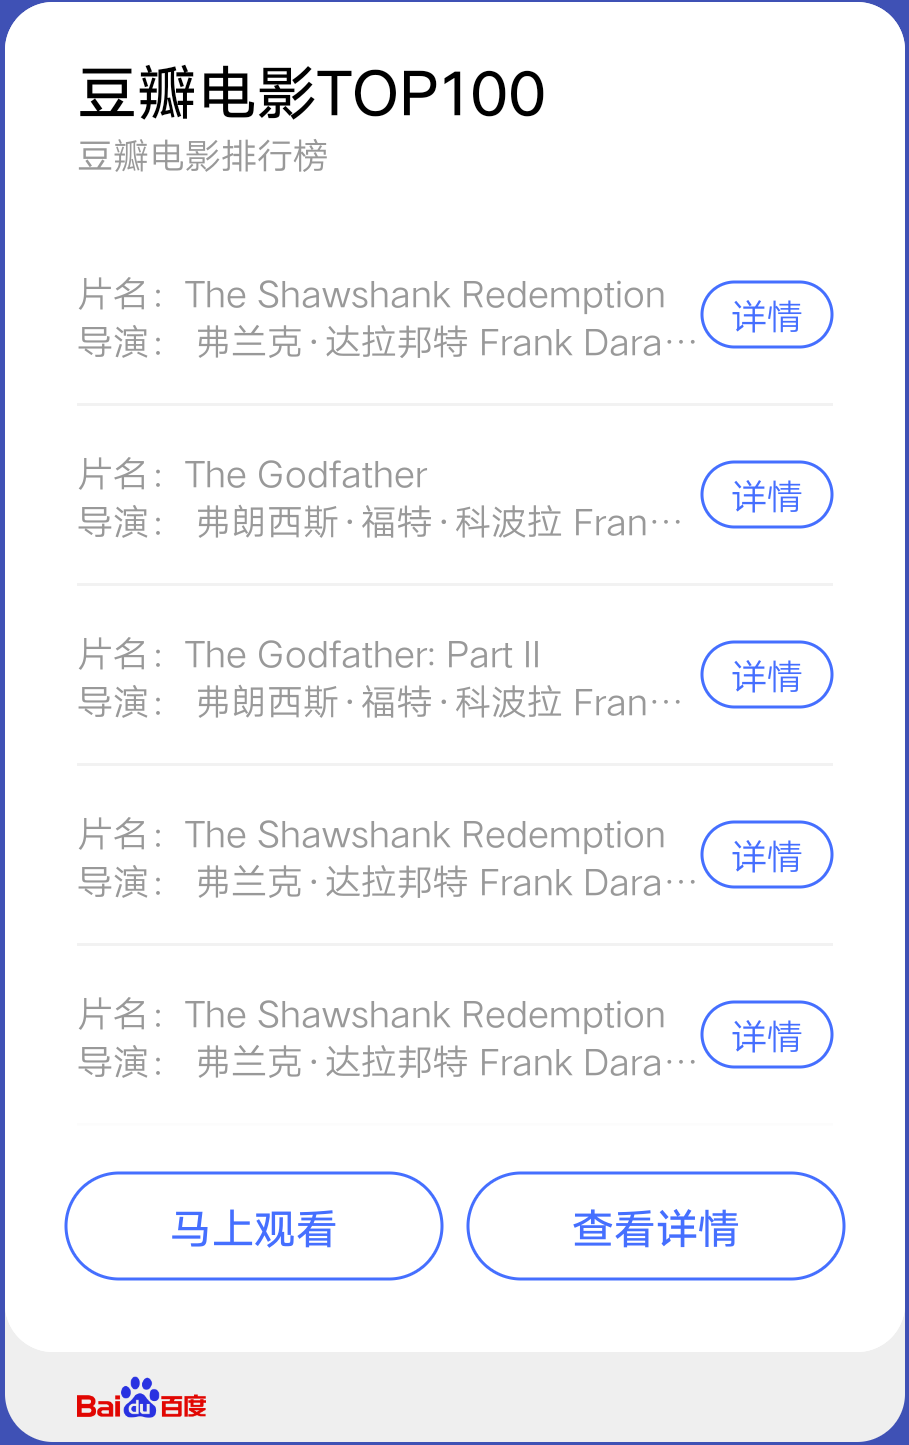 豆瓣电影TOP100
豆瓣电影排行榜
片名：The Shawshank Redemption
导演： 弗兰克·达拉邦特 Frank Dara…
详情
片名：The Godfather
导演： 弗朗西斯·福特·科波拉 Fran…
详情
片名：The Godfather: Part II
导演： 弗朗西斯·福特·科波拉 Fran…
详情
片名：The Shawshank Redemption
导演： 弗兰克·达拉邦特 Frank Dara…
详情
片名：The Shawshank Redemption
导演： 弗兰克·达拉邦特 Frank Dara…
详情
马上观看
查看详情
Bai du 百度